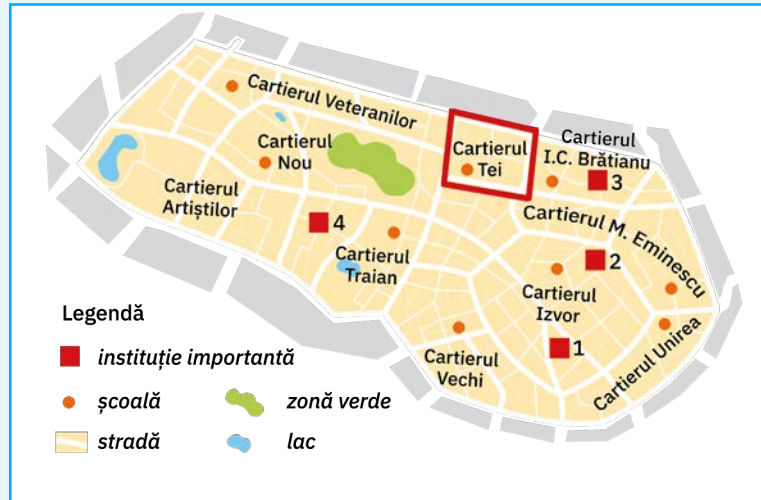 Cartierul Veteranilor
Cartierul
Nou
Cartierul
Artiștilor
Cartierul
Tei
Cartierul
I.C. Brătianu
3
Cartierul M. Eminescu
4
Cartierul
Traian
2
Cartierul
Izvor
1
Cartierul
Vechi
Cartierul Unirea
Legendă
instituție importantă
școală
zonă verde
stradă
lac